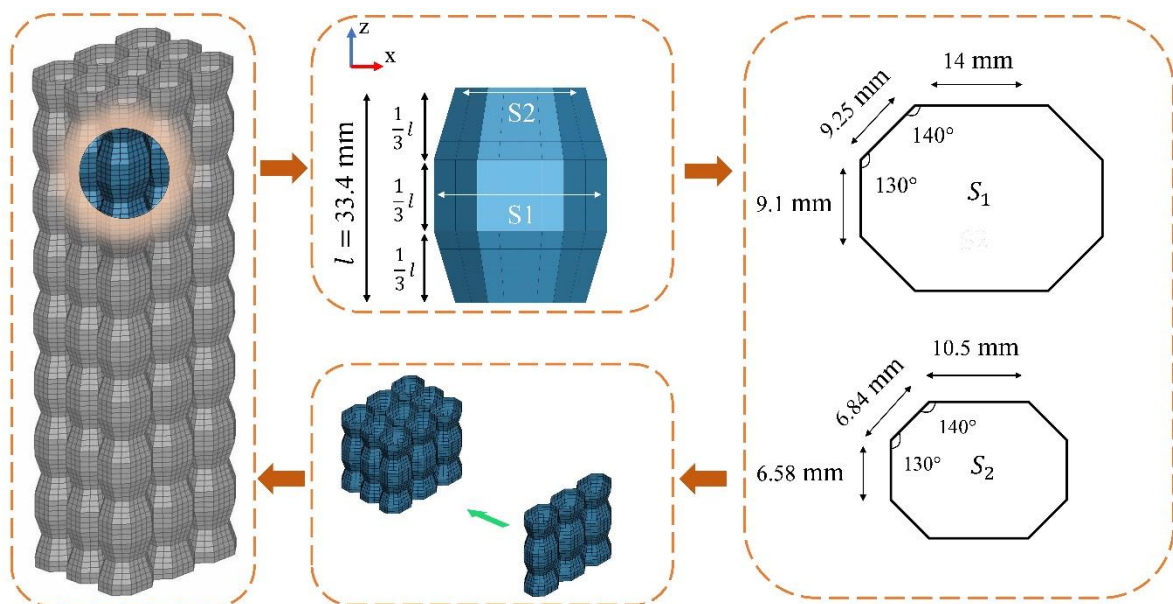 z
x
S2
S1
l = 33.4 mm
1/3 l
1/3 l
1/3 l
14 mm
9.25 mm
140°
130°
9.1 mm
S₁
10.5 mm
6.84 mm
140°
130°
6.58 mm
S₂